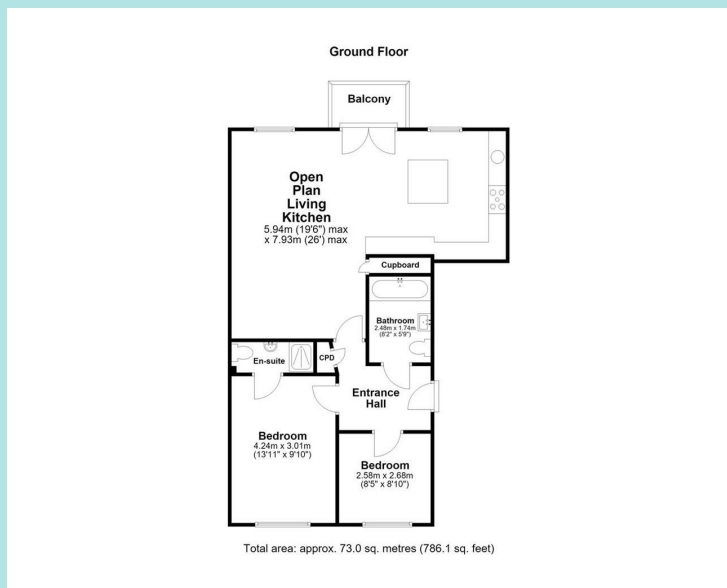 Ground Floor
Balcony
Open
Plan
Living
Kitchen
5.94m (19'6") max
x 7.93m (26') max
Cupboard
Bathroom
2.48m x 1.74m
(8'2" x 5'9")
En-suite
CPD
Entrance
Hall
Bedroom
4.24m x 3.01m
(13'11" x 9'10")
Bedroom
2.58m x 2.68m
(8'5" x 8'10")
Total area: approx. 73.0 sq. metres (786.1 sq. feet)